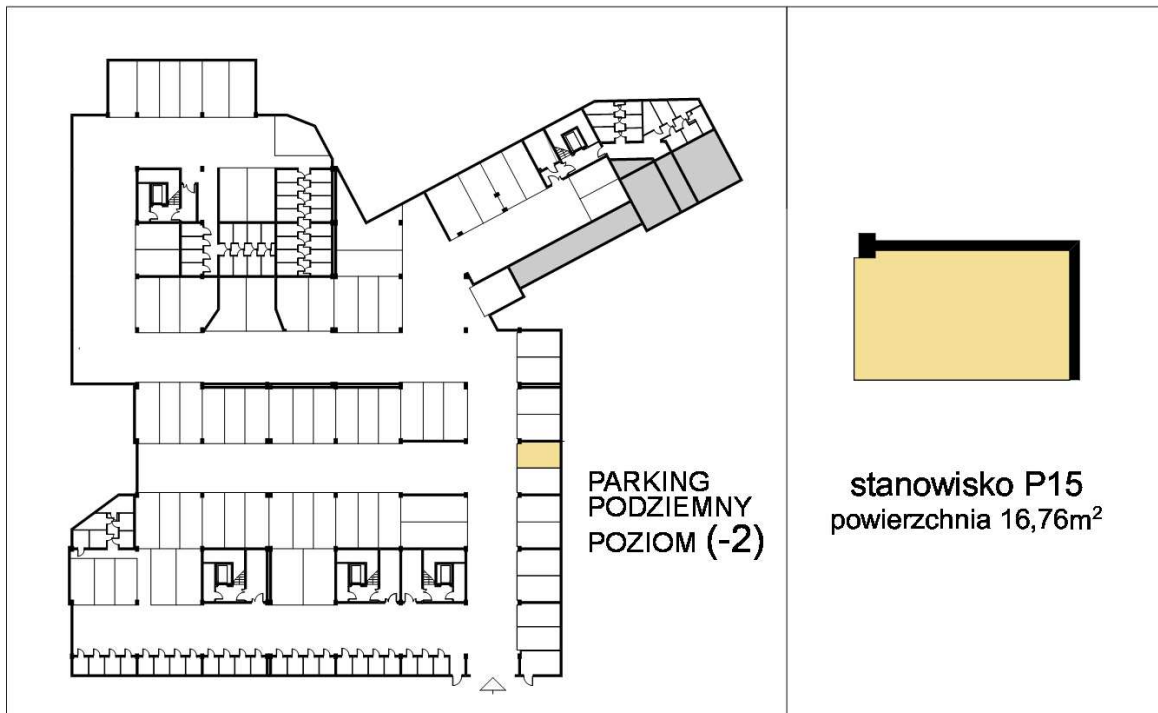 PARKING
PODZIEMNY
POZIOM (-2)
stanowisko P15
powierzchnia 16,76m²